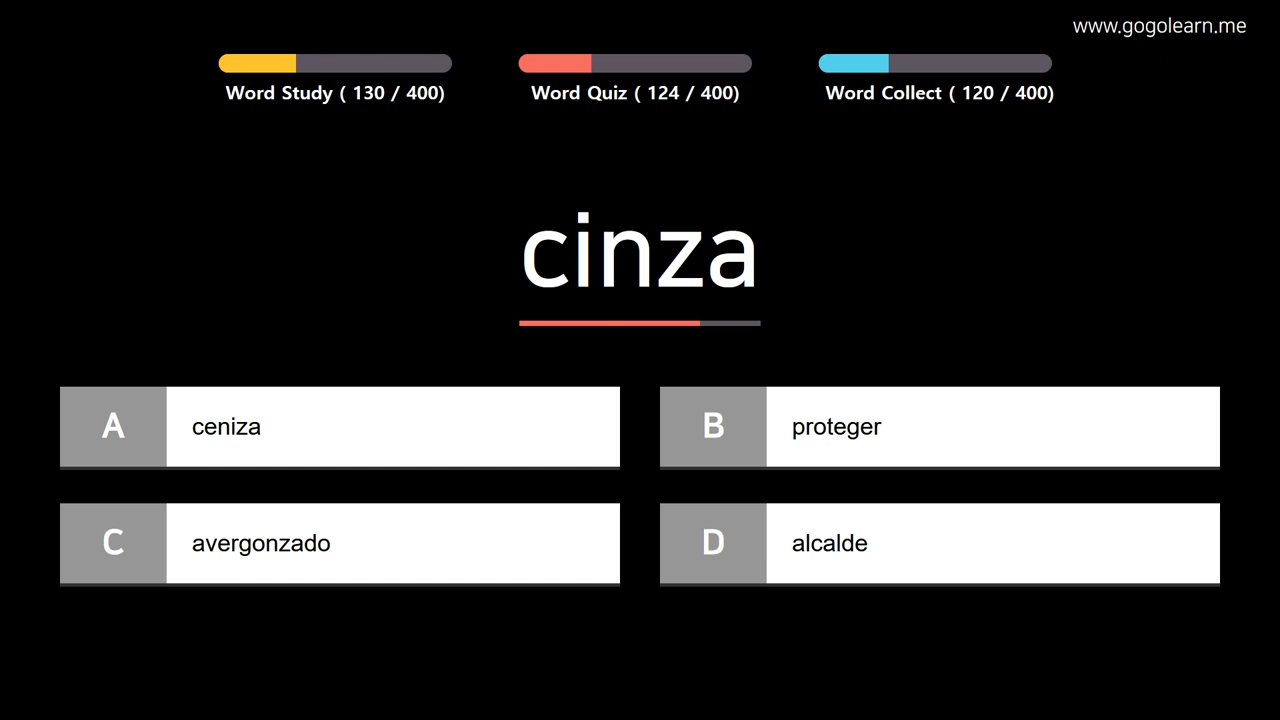 www.gogolearn.me
Word Study ( 130 / 400)
Word Quiz ( 124 / 400)
Word Collect ( 120 / 400)
cinza
A ceniza
B proteger
C avergonzado
D alcalde